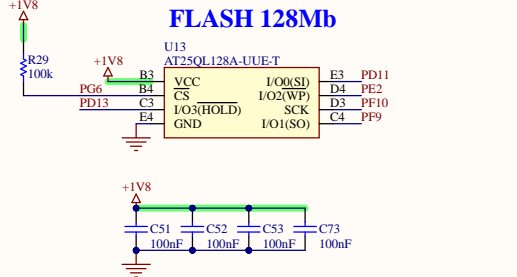 +1V8
FLASH 128Mb
R29
100k
+1V8
U13
AT25QL128A-UUE-T
B3 VCC I/O0(SI) E3 PD11
PG6 B4 CS I/O2(WP) D4 PE2
PD13 C3 I/O3(HOLD) SCK D3 PF10
E4 GND I/O1(SO) C4 PF9
+1V8
C51 C52 C53 C73
100nF 100nF 100nF 100nF